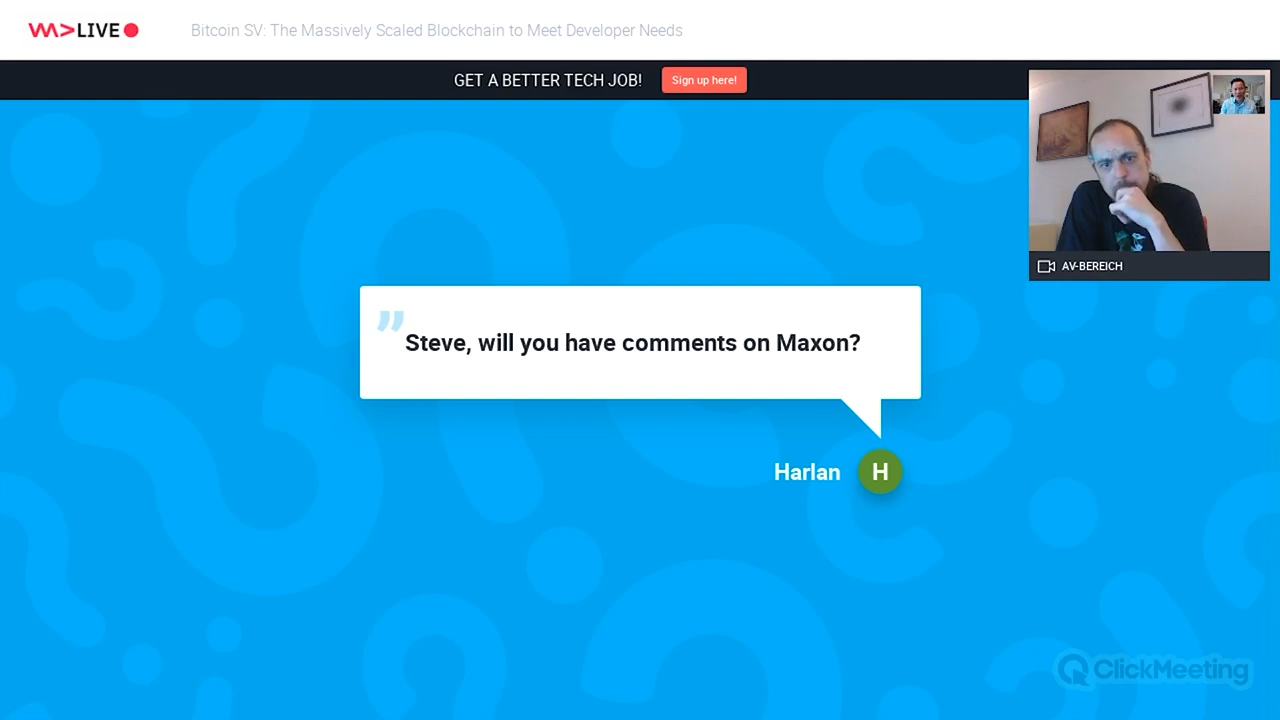 LIVE
Bitcoin SV: The Massively Scaled Blockchain to Meet Developer Needs
GET A BETTER TECH JOB!
Sign up here!
AV-BEREICH
” Steve, will you have comments on Maxon?
Harlan
H
ClickMeeting